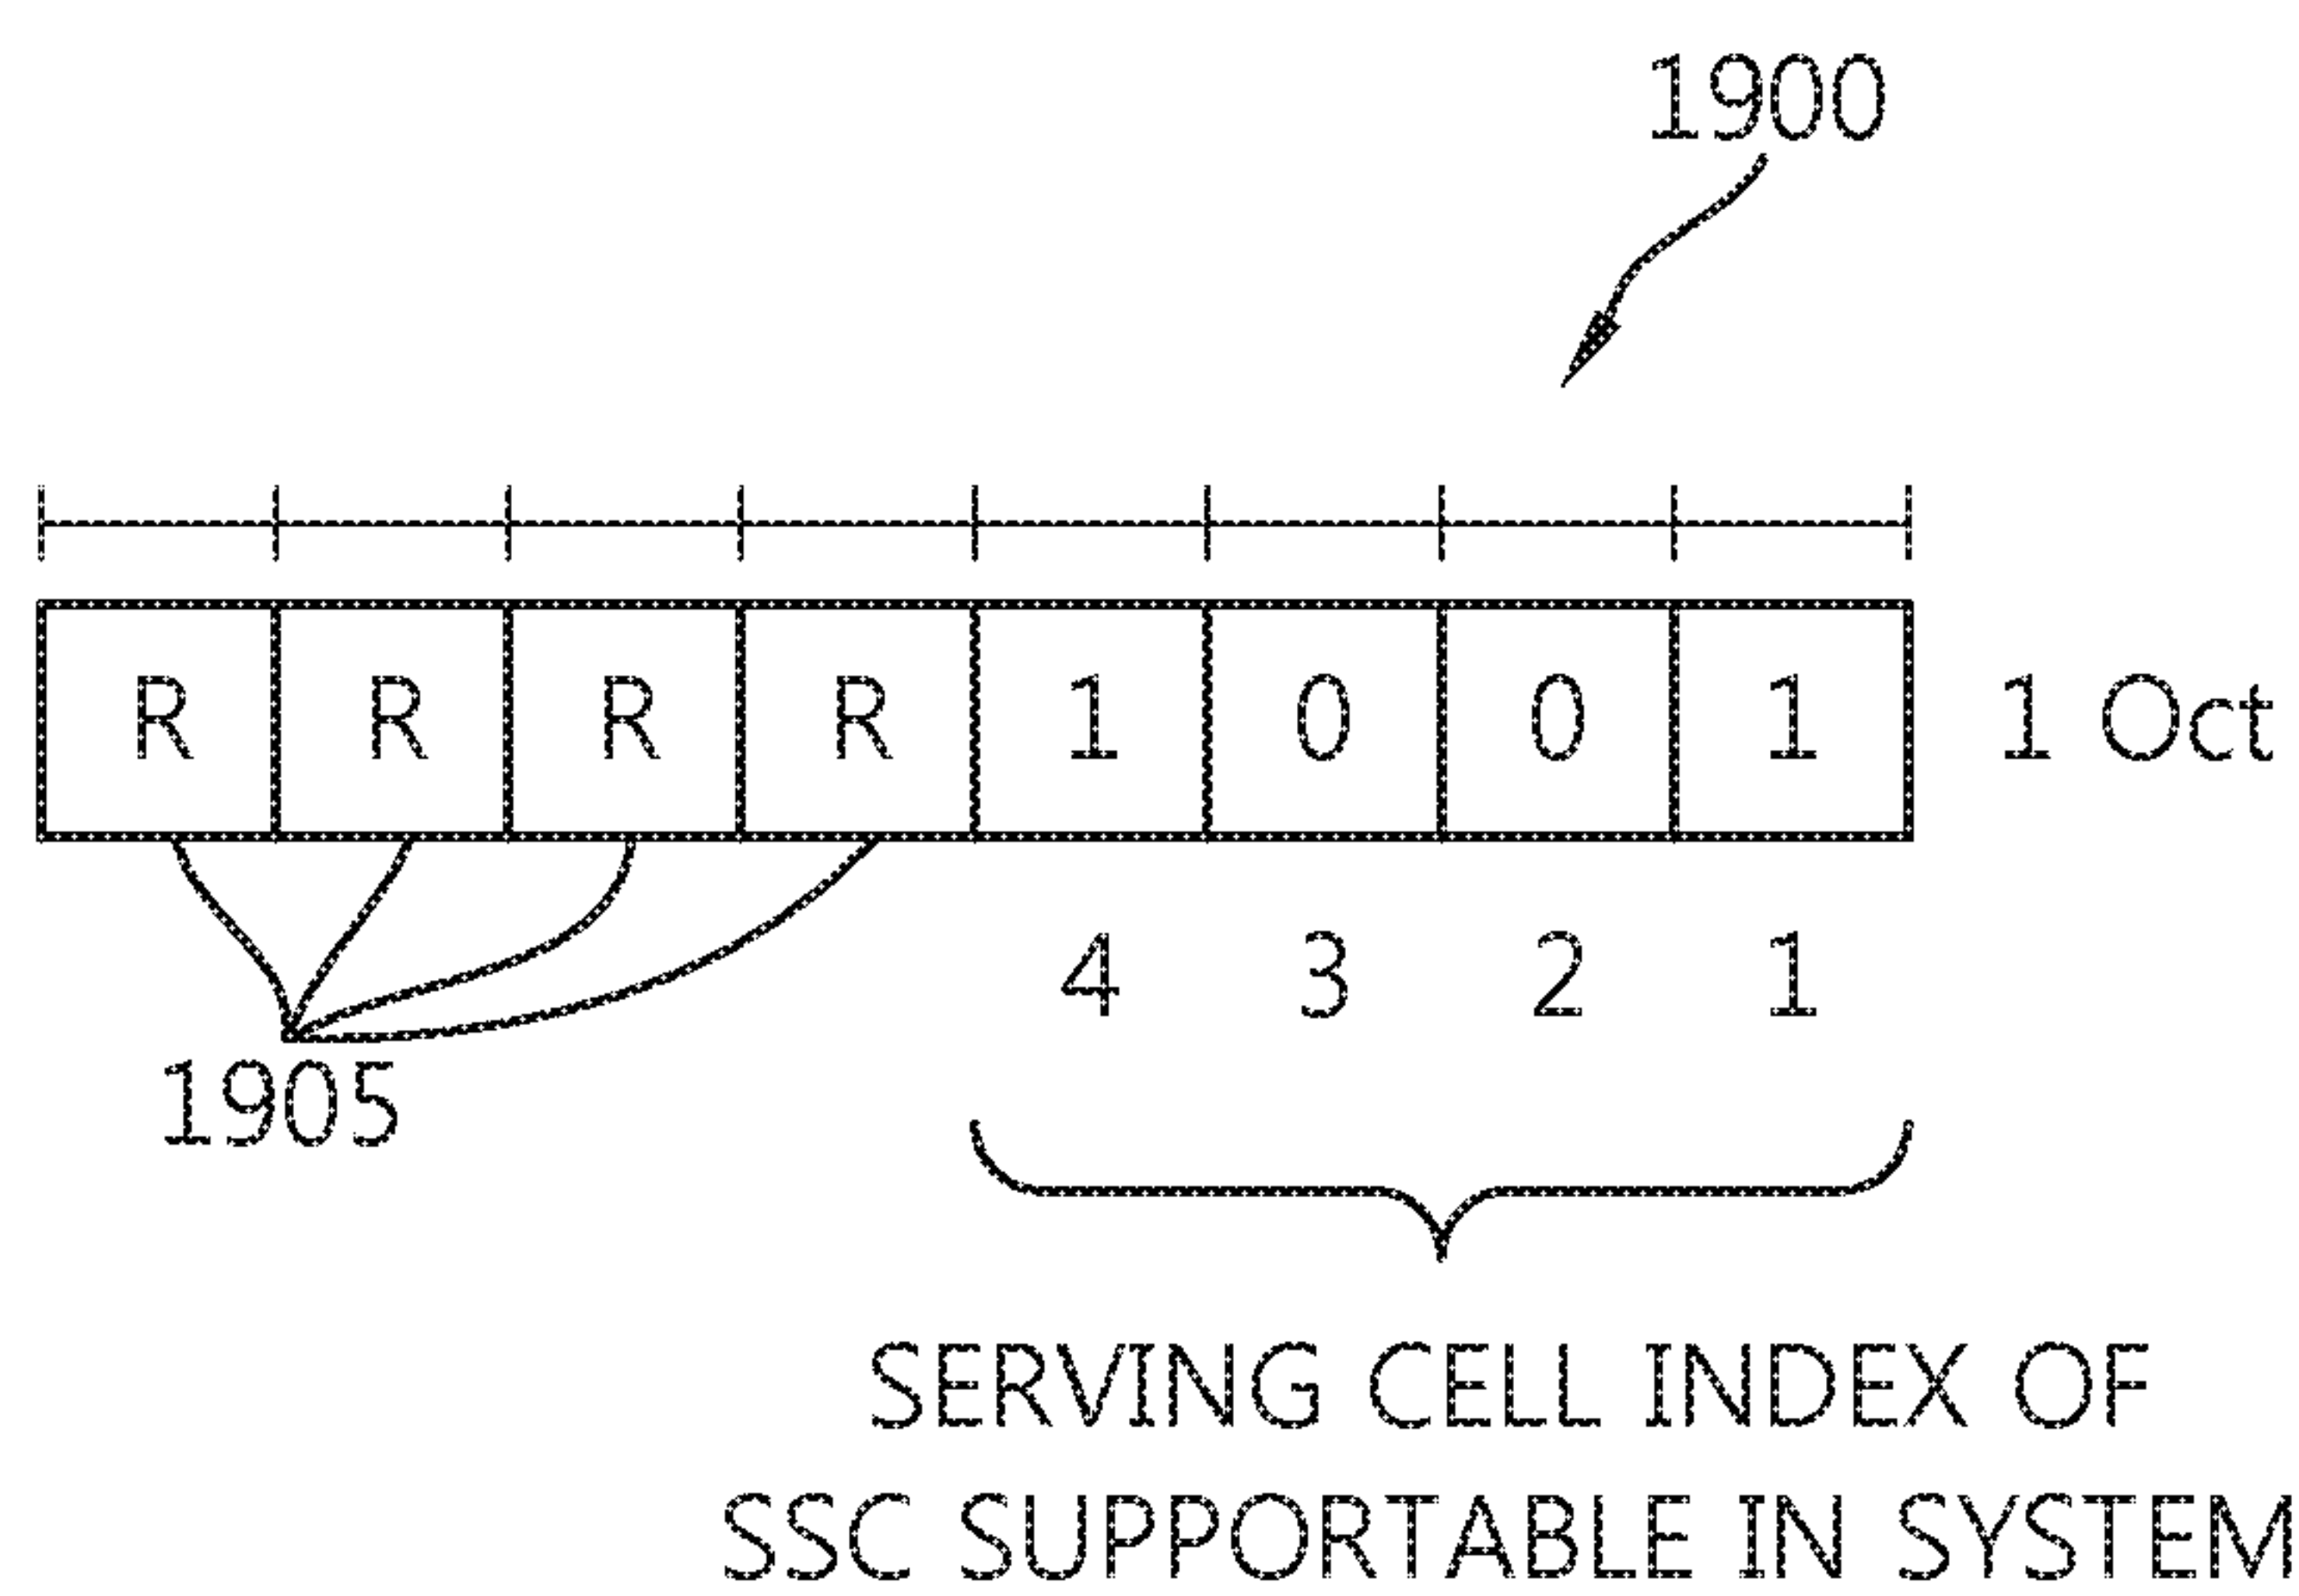 1900
R R R R 1 0 0 1 1 Oct
4 3 2 1
1905
SERVING CELL INDEX OF
SSC SUPPORTABLE IN SYSTEM